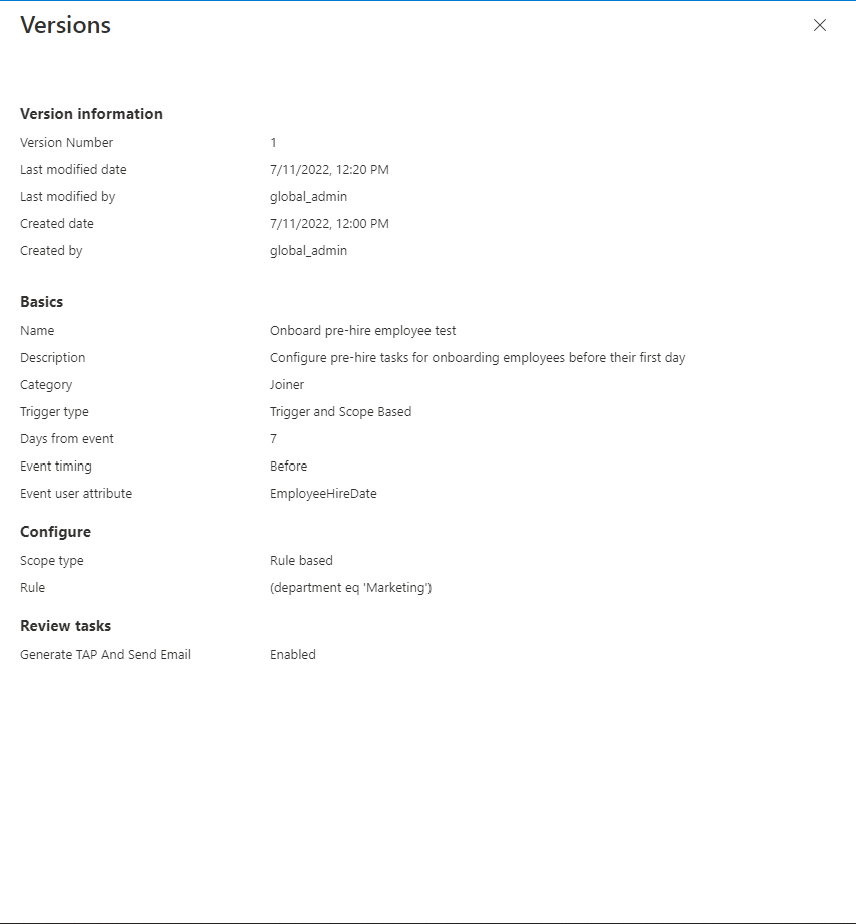 Versions
Version information
Version Number 1
Last modified date 7/11/2022, 12:20 PM
Last modified by global_admin
Created date 7/11/2022, 12:00 PM
Created by global_admin
Basics
Name Onboard pre-hire employee test
Description Configure pre-hire tasks for onboarding employees before their first day
Category Joiner
Trigger type Trigger and Scope Based
Days from event 7
Event timing Before
Event user attribute EmployeeHireDate
Configure
Scope type Rule based
Rule (department eq 'Marketing')
Review tasks
Generate TAP And Send Email Enabled